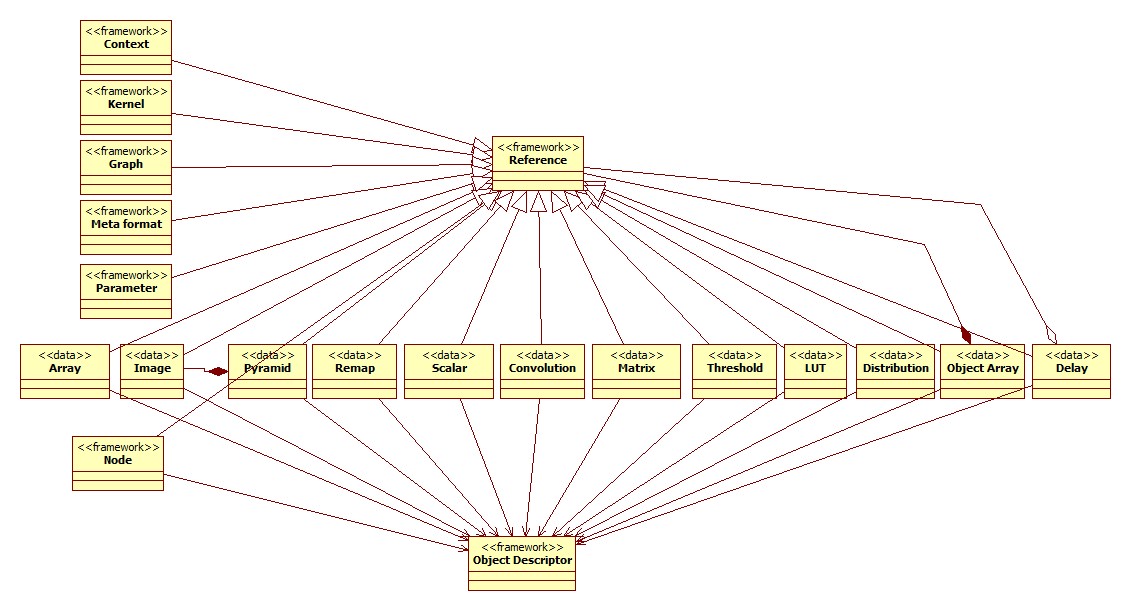 <<framework>>
Context
<<framework>>
Kernel
<<framework>>
Graph
<<framework>>
Meta format
<<framework>>
Parameter
<<framework>>
Reference
<<data>>
Array
<<data>>
Image
<<data>>
Pyramid
<<data>>
Remap
<<data>>
Scalar
<<data>>
Convolution
<<data>>
Matrix
<<data>>
Threshold
<<data>>
LUT
<<data>>
Distribution
<<data>>
Object Array
<<data>>
Delay
<<framework>>
Node
<<framework>>
Object Descriptor